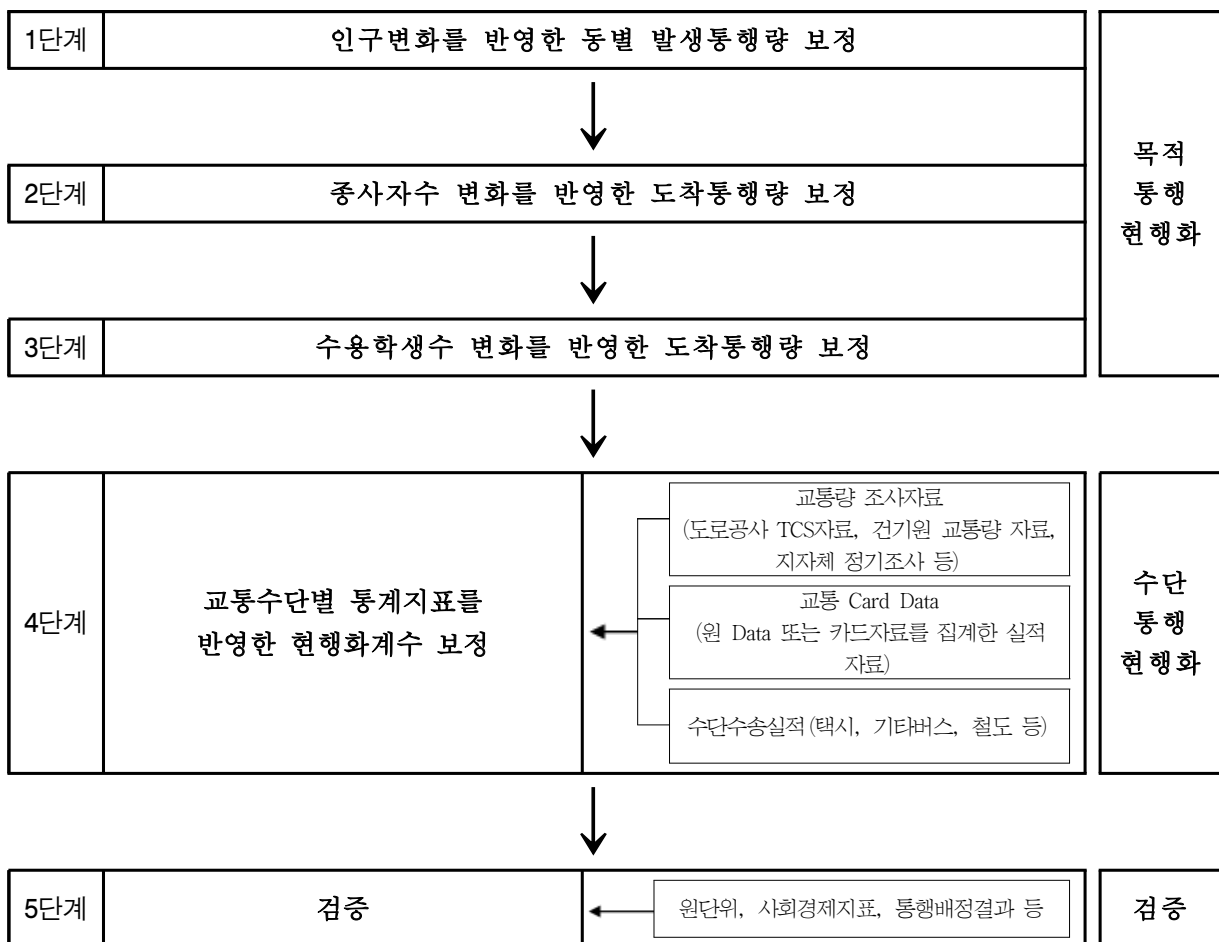 1단계
인구변화를 반영한 동별 발생통행량 보정
2단계
종사자수 변화를 반영한 도착통행량 보정
3단계
수용학생수 변화를 반영한 도착통행량 보정
목적
통행
현행화
4단계
교통수단별 통계지표를
반영한 현행화계수 보정
교통량 조사자료
(도로공사 TCS자료, 건기원 교통량 자료,
지자체 정기조사 등)
교통 Card Data
(원 Data 또는 카드자료를 집계한 실적
자료)
수단수송실적(택시, 기타버스, 철도 등)
수단
통행
현행화
5단계
검증
원단위, 사회경제지표, 통행배정결과 등
검증